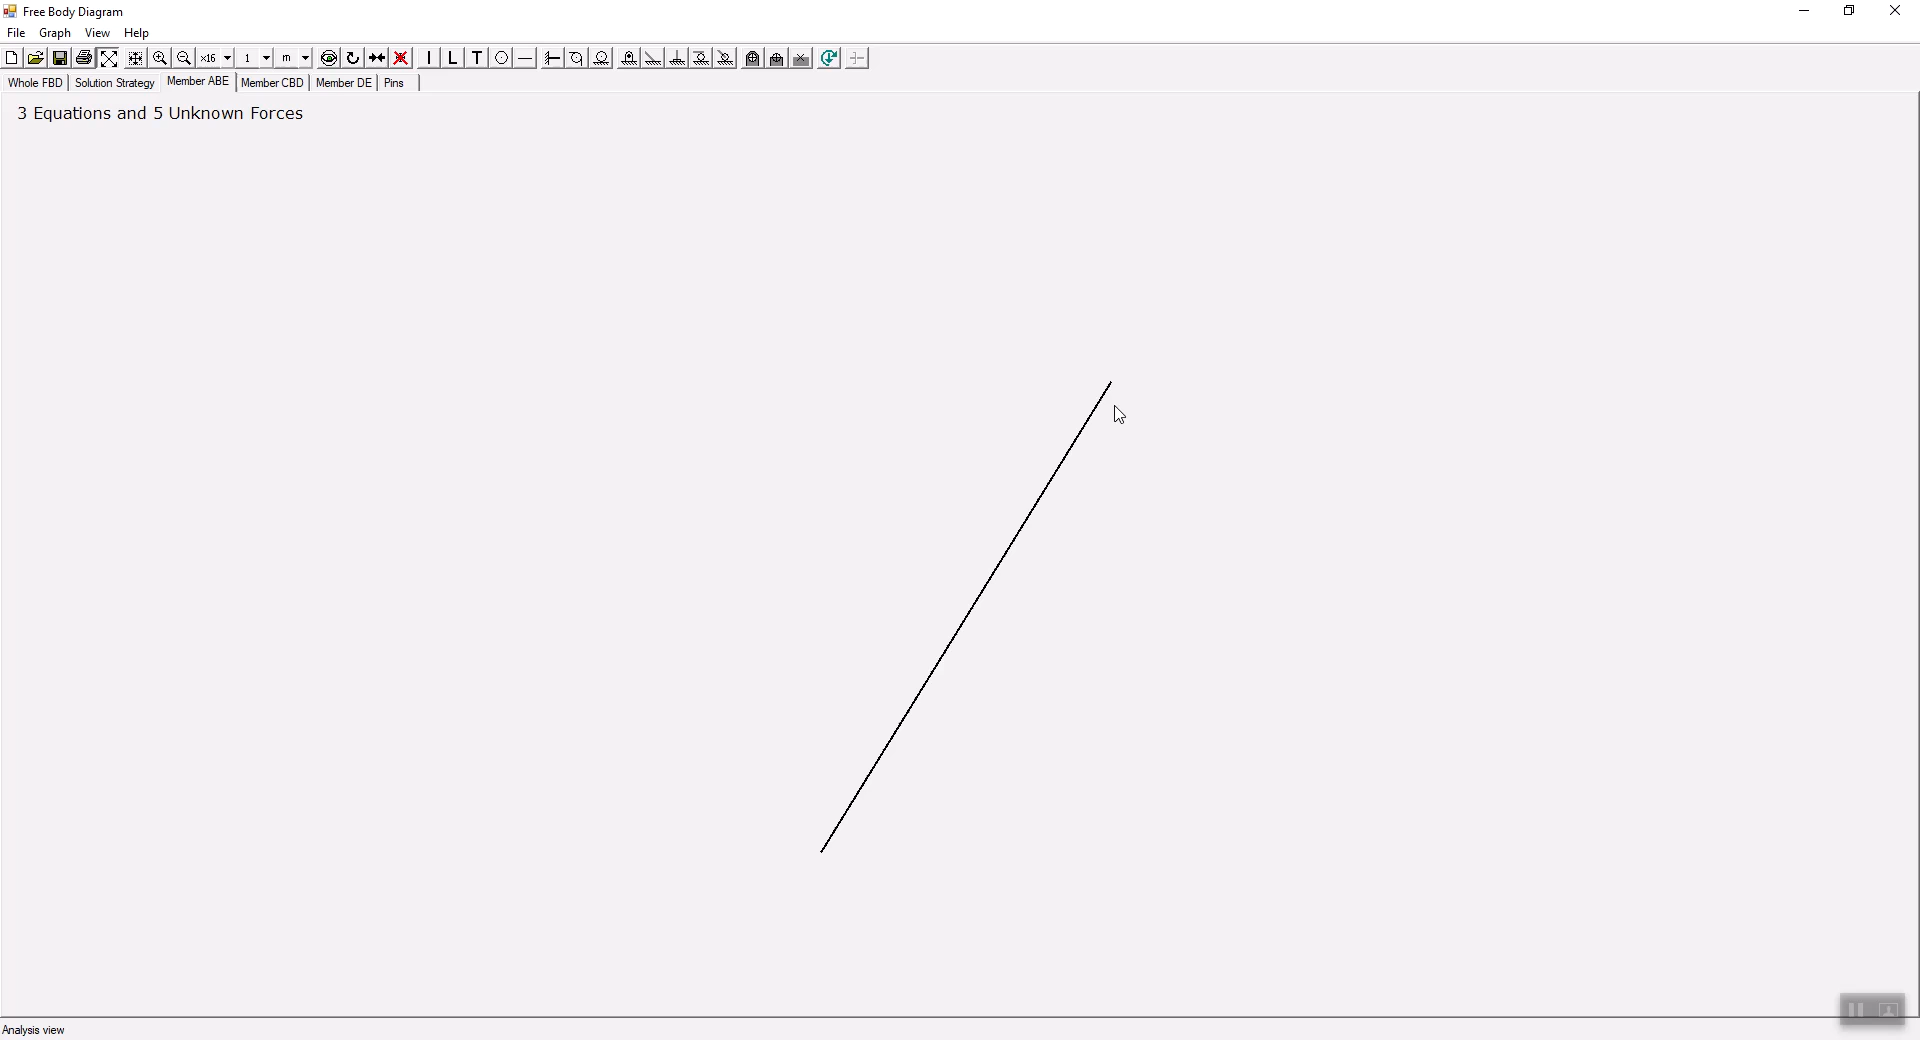 Free Body Diagram
File Graph View Help
x16 1 m
Whole FBD Solution Strategy Member ABE Member CBD Member DE Pins
3 Equations and 5 Unknown Forces
Analysis view